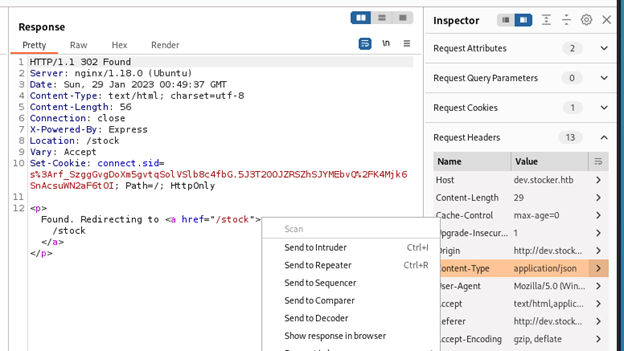 Response
Pretty Raw Hex Render
\n
1 HTTP/1.1 302 Found
2 Server: nginx/1.18.0 (Ubuntu)
3 Date: Sun, 29 Jan 2023 00:49:37 GMT
4 Content-Type: text/html; charset=utf-8
5 Content-Length: 56
6 Connection: close
7 X-Powered-By: Express
8 Location: /stock
9 Vary: Accept
10 Set-Cookie: connect.sid=
s%3Arf_SzggGvgDoXm5gvtqSolVSlb8c4fbG.5J3T20OJZRSZhSJYMEbvQ%2FK4Mjk6
SnAcsuWN2aF6tOI; Path=/; HttpOnly
11
12 <p>
Found. Redirecting to <a href="/stock">
/stock
</a>
</p>
Scan
Send to Intruder Ctrl+I
Send to Repeater Ctrl+R
Send to Sequencer
Send to Comparer
Send to Decoder
Show response in browser
Inspector
Request Attributes 2
Request Query Parameters 0
Request Cookies 1
Request Headers 13
Name Value
Host dev.stocker.htb
Content-Length 29
Cache-Control max-age=0
Upgrade-Insecur... 1
Origin http://dev.stock...
Content-Type application/json
User-Agent Mozilla/5.0 (Win...
Accept text/html,applic...
Referer http://dev.stock...
Accept-Encoding gzip, deflate